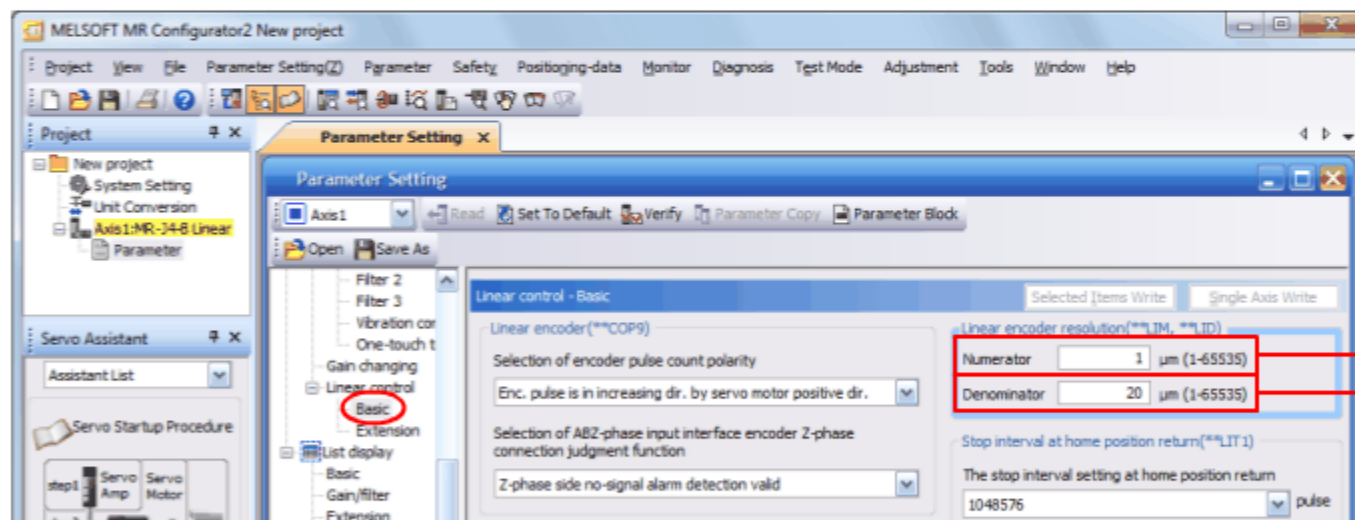 MELSOFT MR Configurator2 New project
Project View File Parameter Setting(Z) Parameter Safety Positioning-data Monitor Diagnosis Test Mode Adjustment Tools Window Help
Project
Parameter Setting
New project
System Setting
Unit Conversion
Axis1:MR-J4-B Linear
Parameter
Parameter Setting
Axis1 Read Set To Default Verify Parameter Copy Parameter Block
Open Save As
Filter 2
Filter 3
Vibration cor
One-touch t
Gain changing
Linear control
Basic
Extension
List display
Basic
Gain/filter
Extension
Servo Assistant
Assistant List
Servo Startup Procedure
step1 Servo Amp Servo Motor
Linear control - Basic
Selected Items Write Single Axis Write
Linear encoder(**COP9)
Selection of encoder pulse count polarity
Enc. pulse is in increasing dir. by servo motor positive dir.
Selection of ABZ-phase input interface encoder Z-phase
connection judgment function
Z-phase side no-signal alarm detection valid
Linear encoder resolution(**LIM, **LID)
Numerator 1 µm (1-65535)
Denominator 20 µm (1-65535)
Stop interval at home position return(**LIT1)
The stop interval setting at home position return
1048576 pulse